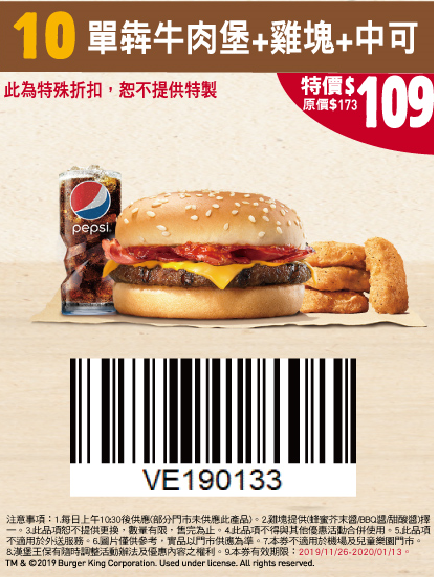 10 單犇牛肉堡+雞塊+中可
此為特殊折扣，恕不提供特製
特價$109
原價$173
pepsi
VE190133
注意事項：1.每日上午10:30後供應(部分門市未供應此產品)。2.雞塊提供(蜂蜜芥末醬/BBQ醬/甜酸醬)擇
一。3.此品項恕不提供更換，數量有限，售完為止。4.此品項不得與其他優惠活動合併使用。5.此品項
不適用於外送服務。6.圖片僅供參考，實品以門市供應為準。7.本券不適用於機場及兒童樂園門市。
8.漢堡王保有隨時調整活動辦法及優惠內容之權利。9.本券有效期限：2019/11/26-2020/01/13。
TM & ©2019 Burger King Corporation. Used under license. All rights reserved.